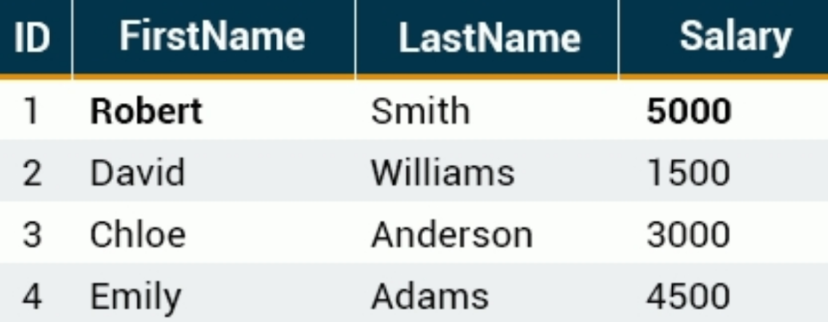 ID FirstName LastName Salary
1 Robert Smith 5000
2 David Williams 1500
3 Chloe Anderson 3000
4 Emily Adams 4500